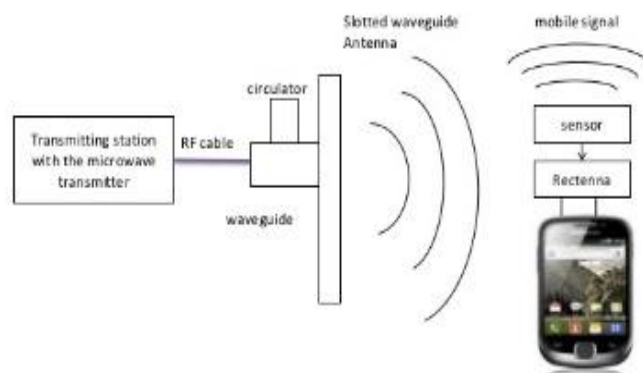 Slotted waveguide
Antenna
mobile signal
circulator
Transmitting station
with the microwave
transmitter
RF cable
waveguide
sensor
Rectenna